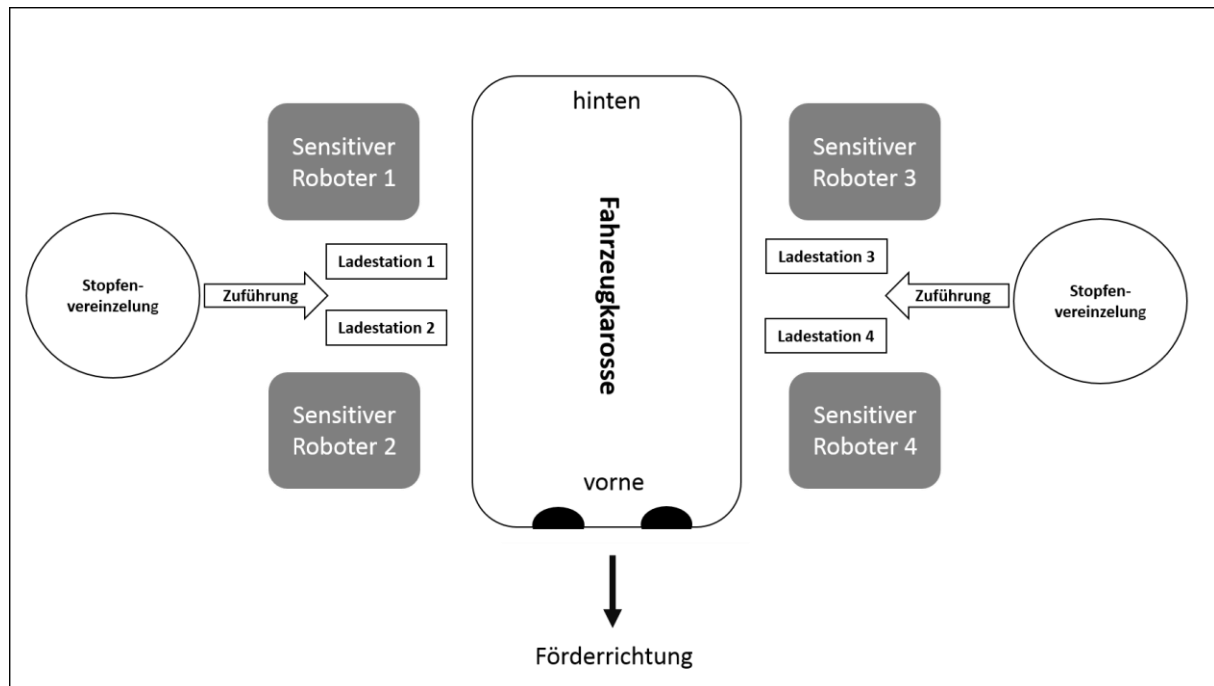 hinten
Sensitiver
Roboter 1
Sensitiver
Roboter 3
Fahrzeugkarosse
Ladestation 1
Ladestation 3
Stopfen-
vereinzelung
Zuführung
Zuführung
Stopfen-
vereinzelung
Ladestation 2
Ladestation 4
Sensitiver
Roboter 2
Sensitiver
Roboter 4
vorne
Förderrichtung